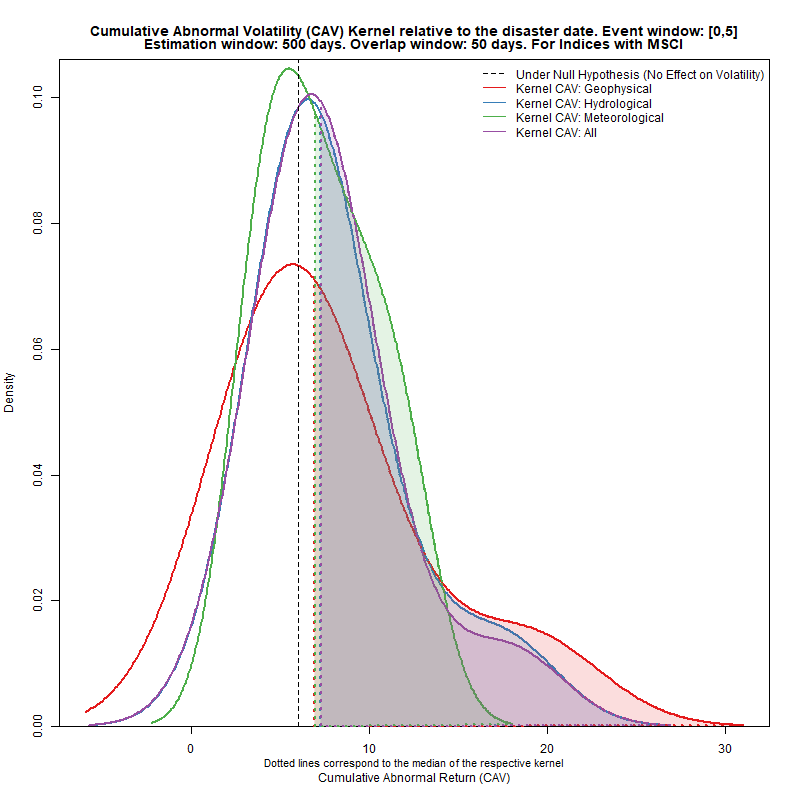 Cumulative Abnormal Volatility (CAV) Kernel relative to the disaster date. Event window: [0,5]
Estimation window: 500 days. Overlap window: 50 days. For Indices with MSCI
Under Null Hypothesis (No Effect on Volatility)
Kernel CAV: Geophysical
Kernel CAV: Hydrological
Kernel CAV: Meteorological
Kernel CAV: All
Density
0.10
0.08
0.06
0.04
0.02
0.00
0
10
20
30
Dotted lines correspond to the median of the respective kernel
Cumulative Abnormal Return (CAV)